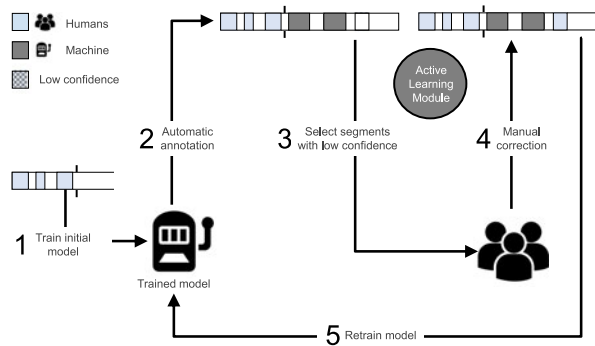 Humans
Machine
Low confidence
Active
Learning
Module
2 Automatic
annotation
3 Select segments
with low confidence
4 Manual
correction
1 Train initial
model
Trained model
5 Retrain model